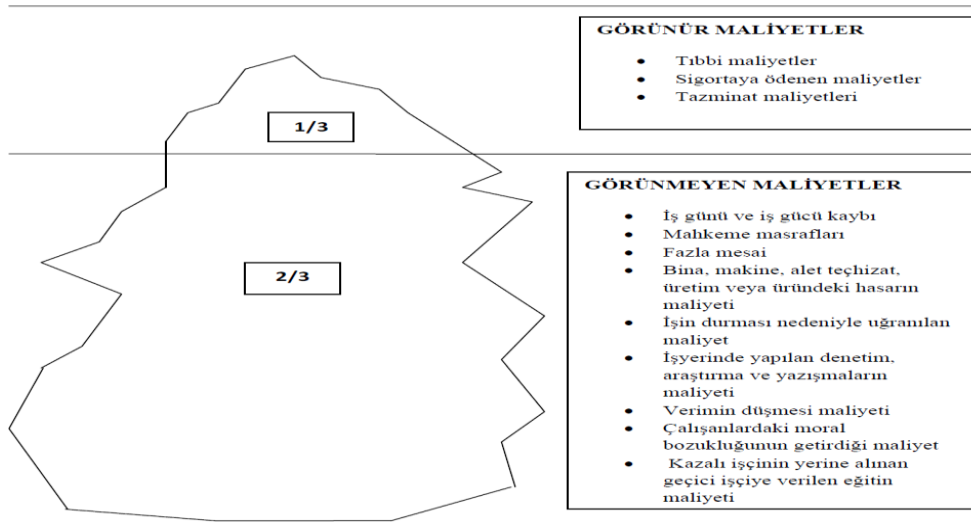 GÖRÜNÜR MALİYETLER
• Tıbbi maliyetler
• Sigortaya ödenen maliyetler
• Tazminat maliyetleri
1/3
GÖRÜNMEYEN MALİYETLER
• İş günü ve iş gücü kaybı
• Mahkeme masrafları
• Fazla mesai
• Bina, makine, alet teçhizat,
üretim veya üründeki hasarın
maliyeti
• İşin durması nedeniyle uğranılan
maliyet
• İşyerinde yapılan denetim,
araştırma ve yazışmaların
maliyeti
• Verimin düşmesi maliyeti
• Çalışanlardaki moral
bozukluğunun getirdiği maliyet
• Kazalı işçinin yerine alınan
geçici işçiye verilen eğitin
maliyeti
2/3